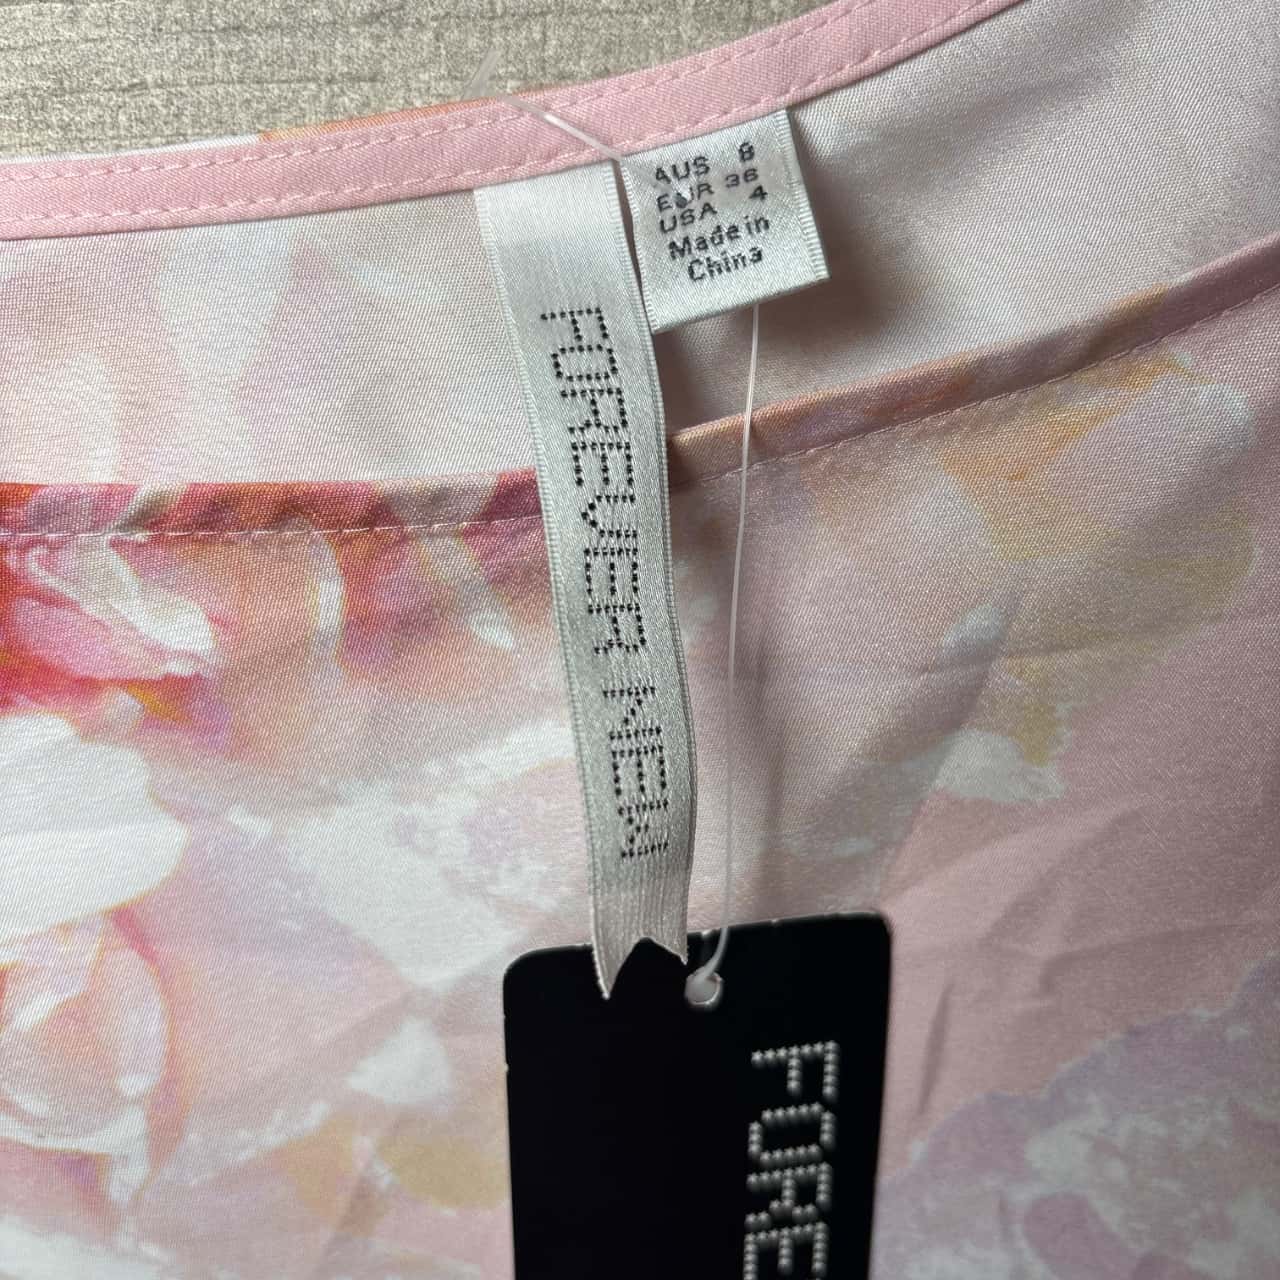 AUS 8
EUR 36
USA 4
Made in
China
FOREVER NEW
FORE